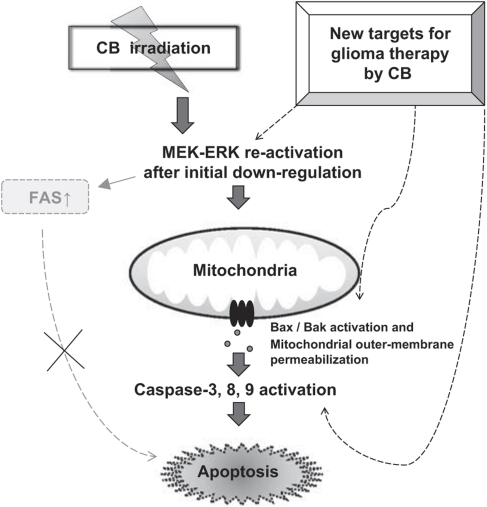 CB irradiation
New targets for
glioma therapy
by CB
MEK-ERK re-activation
after initial down-regulation
FAS↑
Mitochondria
Bax / Bak activation and
Mitochondrial outer-membrane
permeabilization
Caspase-3, 8, 9 activation
Apoptosis